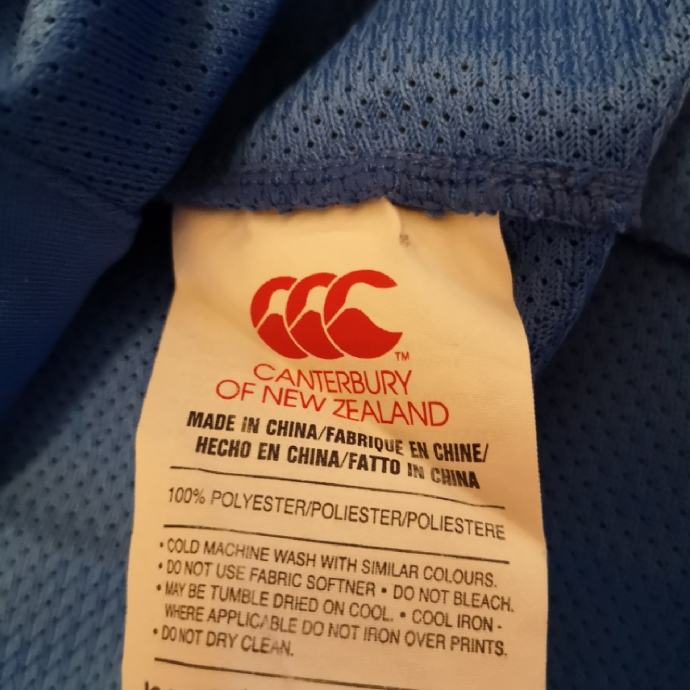 CANTERBURY
OF NEW ZEALAND
TM
MADE IN CHINA/FABRIQUE EN CHINE/
HECHO EN CHINA/FATTO IN CHINA
100% POLYESTER/POLIESTER/POLIESTERE
• COLD MACHINE WASH WITH SIMILAR COLOURS.
• DO NOT USE FABRIC SOFTNER • DO NOT BLEACH.
• MAY BE TUMBLE DRIED ON COOL. • COOL IRON -
WHERE APPLICABLE DO NOT IRON OVER PRINTS.
• DO NOT DRY CLEAN.